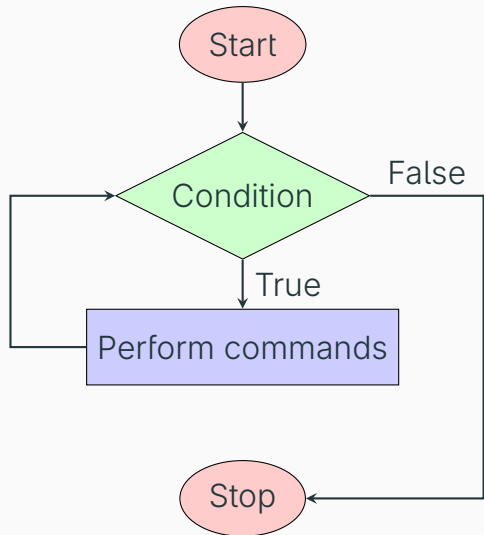 Start
Condition
False
True
Perform commands
Stop